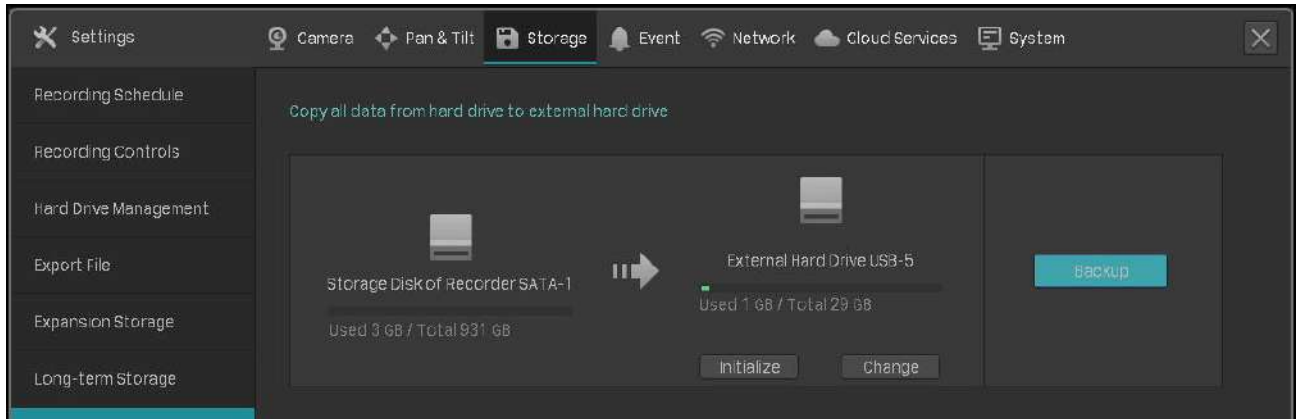 Settings
Camera Pan & Tilt Storage Event Network Cloud Services System
Recording Schedule
Copy all data from hard drive to external hard drive
Recording Controls
Hard Drive Management
Export File
Expansion Storage
Long-term Storage
Storage Disk of Recorder SATA-1
Used 3 GB / Total 931 GB
External Hard Drive USB-5
Used 1 GB / Total 29 GB
Initialize Change
Backup